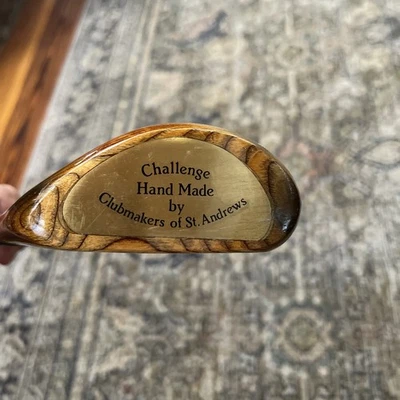 Challenge
Hand Made
by
Clubmakers of St. Andrews